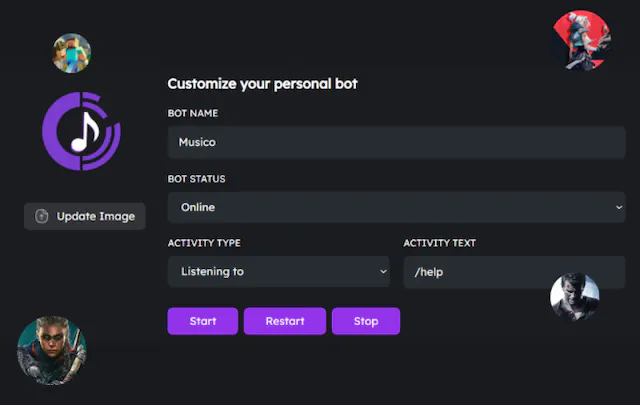 Customize your personal bot
BOT NAME
Musico
BOT STATUS
Online
Update Image
ACTIVITY TYPE
ACTIVITY TEXT
Listening to
/help
Start
Restart
Stop